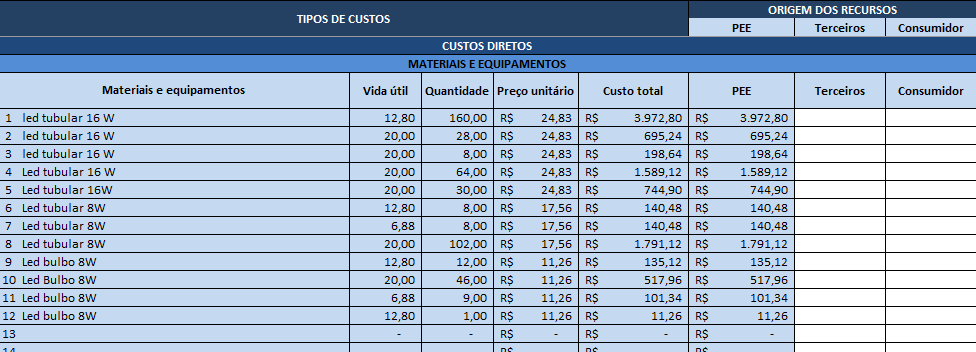 TIPOS DE CUSTOS ORIGEM DOS RECURSOS
PEE Terceiros Consumidor
CUSTOS DIRETOS
MATERIAIS E EQUIPAMENTOS
Materiais e equipamentos Vida útil Quantidade Preço unitário Custo total PEE Terceiros Consumidor
1 led tubular 16 W 12,80 160,00 R$ 24,83 R$ 3.972,80 R$ 3.972,80
2 led tubular 16 W 20,00 28,00 R$ 24,83 R$ 695,24 R$ 695,24
3 led tubular 16 W 20,00 8,00 R$ 24,83 R$ 198,64 R$ 198,64
4 Led tubular 16 W 20,00 64,00 R$ 24,83 R$ 1.589,12 R$ 1.589,12
5 Led tubular 16W 20,00 30,00 R$ 24,83 R$ 744,90 R$ 744,90
6 Led tubular 8W 12,80 8,00 R$ 17,56 R$ 140,48 R$ 140,48
7 Led tubular 8W 6,88 8,00 R$ 17,56 R$ 140,48 R$ 140,48
8 Led tubular 8W 20,00 102,00 R$ 17,56 R$ 1.791,12 R$ 1.791,12
9 Led bulbo 8W 12,80 12,00 R$ 11,26 R$ 135,12 R$ 135,12
10 Led Bulbo 8W 20,00 46,00 R$ 11,26 R$ 517,96 R$ 517,96
11 Led bulbo 8W 6,88 9,00 R$ 11,26 R$ 101,34 R$ 101,34
12 Led bulbo 8W 12,80 1,00 R$ 11,26 R$ 11,26 R$ 11,26
13 - - R$ - R$ - R$ -